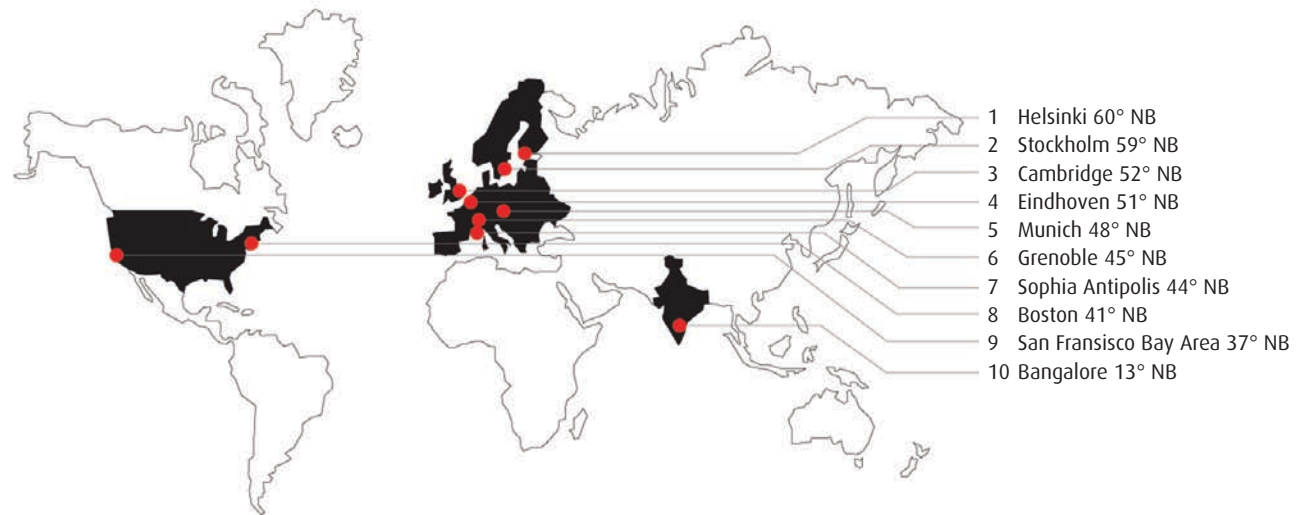 1 Helsinki 60° NB
2 Stockholm 59° NB
3 Cambridge 52° NB
4 Eindhoven 51° NB
5 Munich 48° NB
6 Grenoble 45° NB
7 Sophia Antipolis 44° NB
8 Boston 41° NB
9 San Fransisco Bay Area 37° NB
10 Bangalore 13° NB